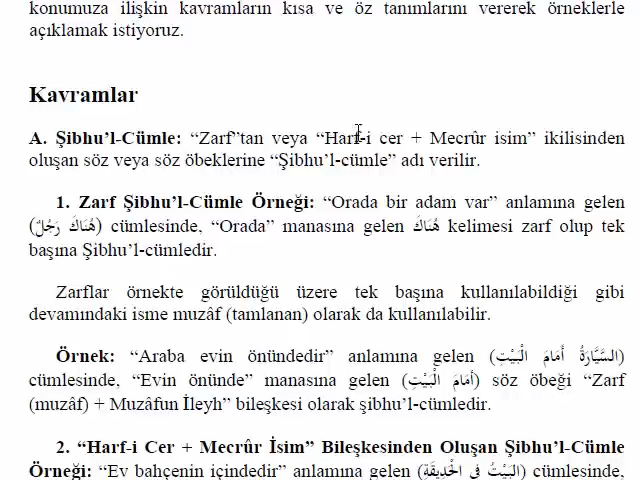 konumuza ilişkin kavramların kısa ve öz tanımlarını vererek örneklerle
açıklamak istiyoruz.
Kavramlar
A. Şibhu’l-Cümle: “Zarf”tan veya “Harf-i cer + Mecrûr isim” ikilisinden
oluşan söz veya söz öbeklerine “Şibhu’l-cümle” adı verilir.
1. Zarf Şibhu’l-Cümle Örneği: “Orada bir adam var” anlamına gelen
(هُنَاكَ رَجُلٌ) cümlesinde, “Orada” manasına gelen هُنَاكَ kelimesi zarf olup tek
başına Şibhu’l-cümledir.
Zarflar örnekte görüldüğü üzere tek başına kullanılabildiği gibi
devamındaki isme muzâf (tamlanan) olarak da kullanılabilir.
Örnek: “Araba evin önündedir” anlamına gelen (السَّيَّارَةُ أَمَامَ الْبَيْتِ)
cümlesinde, “Evin önünde” manasına gelen (أَمَامَ الْبَيْتِ) söz öbeği “Zarf
(muzâf) + Muzâfun İleyh” bileşkesi olarak şibhu’l-cümledir.
2. “Harf-i Cer + Mecrûr İsim” Bileşkesinden Oluşan Şibhu’l-Cümle
Örneği: “Ev bahçenin içindedir” anlamına gelen (الْبَيْتُ فِي الْحَدِيقَةِ) cümlesinde,